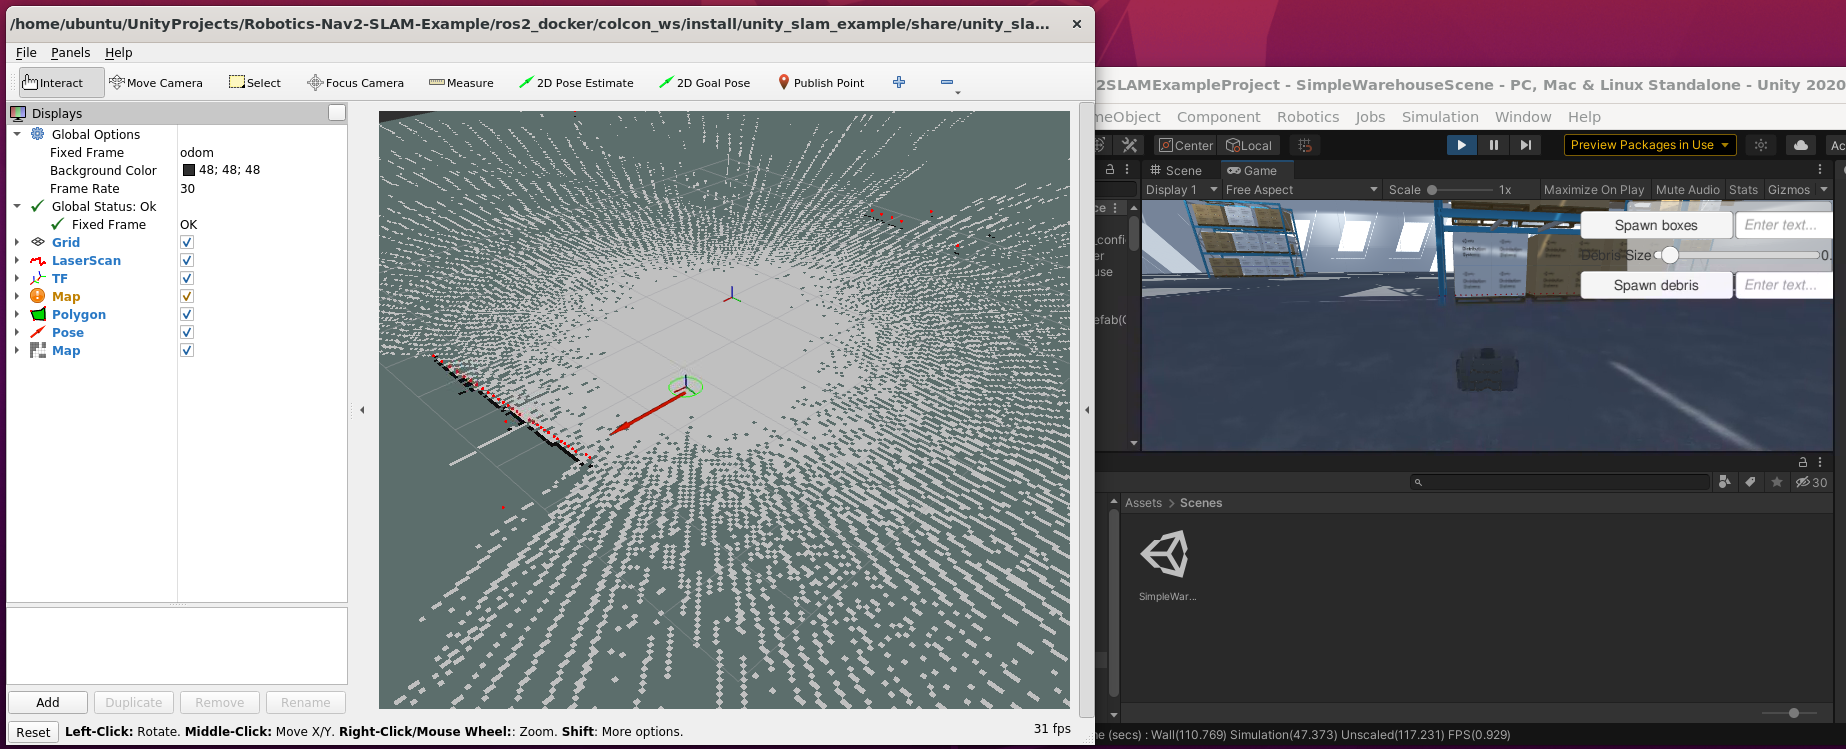 /home/ubuntu/UnityProjects/Robotics-Nav2-SLAM-Example/ros2_docker/colcon_ws/install/unity_slam_example/share/unity_sla...
File Panels Help
Interact Move Camera Select Focus Camera Measure 2D Pose Estimate 2D Goal Pose Publish Point
Displays
Global Options
Fixed Frame odom
Background Color 48; 48; 48
Frame Rate 30
Global Status: Ok
Fixed Frame OK
Grid
LaserScan
TF
Map
Polygon
Pose
Map
Add Duplicate Remove Rename
Reset Left-Click: Rotate. Middle-Click: Move X/Y. Right-Click/Mouse Wheel:: Zoom. Shift: More options. 31 fps
2SLAMExampleProject - SimpleWarehouseScene - PC, Mac & Linux Standalone - Unity 2020
meObject Component Robotics Jobs Simulation Window Help
Center Local Preview Packages in Use Ac
Scene Game
Display 1 Free Aspect Scale 1x Maximize On Play Mute Audio Stats Gizmos
ce
_confi
er
use
efab(C
Spawn boxes Enter text...
Debris Size 0.
Spawn debris Enter text...
30
Assets > Scenes
SimpleWar...
ne (secs) : Wall(110.769) Simulation(47.373) Unscaled(117.231) FPS(0.929)